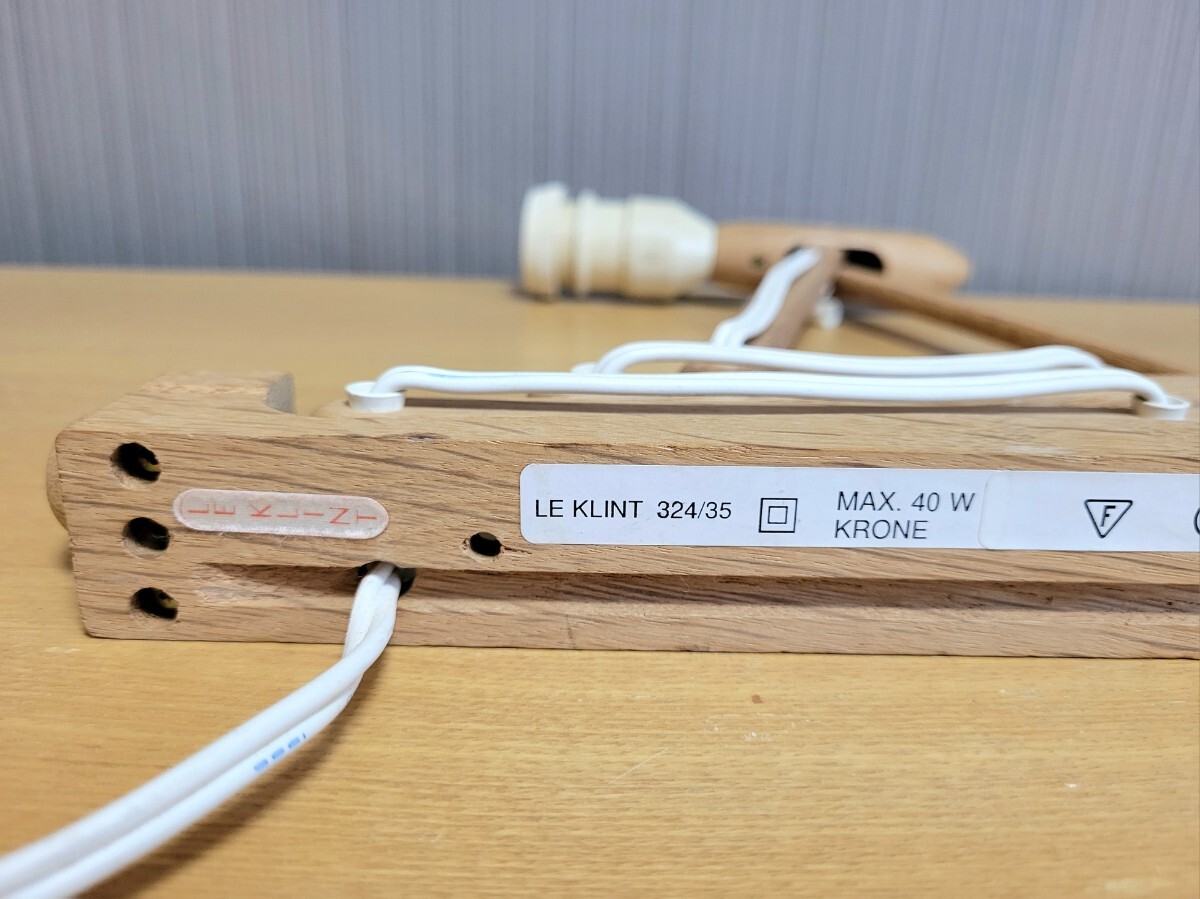 LE KLINT
LE KLINT 324/35
MAX. 40 W
KRONE
F